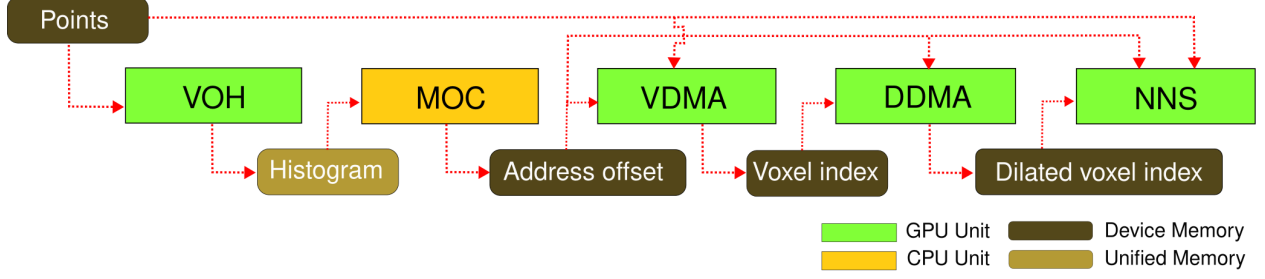 Points
VOH
MOC
VDMA
DDMA
NNS
Histogram
Address offset
Voxel index
Dilated voxel index
GPU Unit
Device Memory
CPU Unit
Unified Memory